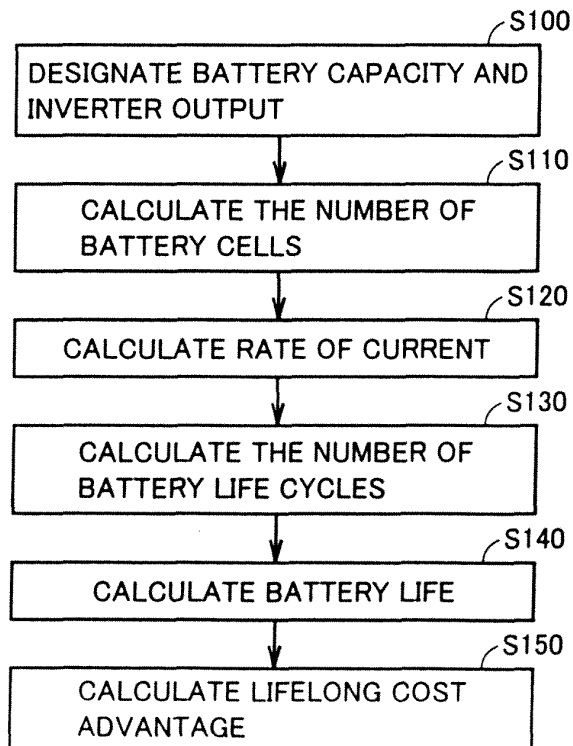 S100
DESIGNATE BATTERY CAPACITY AND
INVERTER OUTPUT
S110
CALCULATE THE NUMBER OF
BATTERY CELLS
S120
CALCULATE RATE OF CURRENT
S130
CALCULATE THE NUMBER OF
BATTERY LIFE CYCLES
S140
CALCULATE BATTERY LIFE
S150
CALCULATE LIFELONG COST
ADVANTAGE